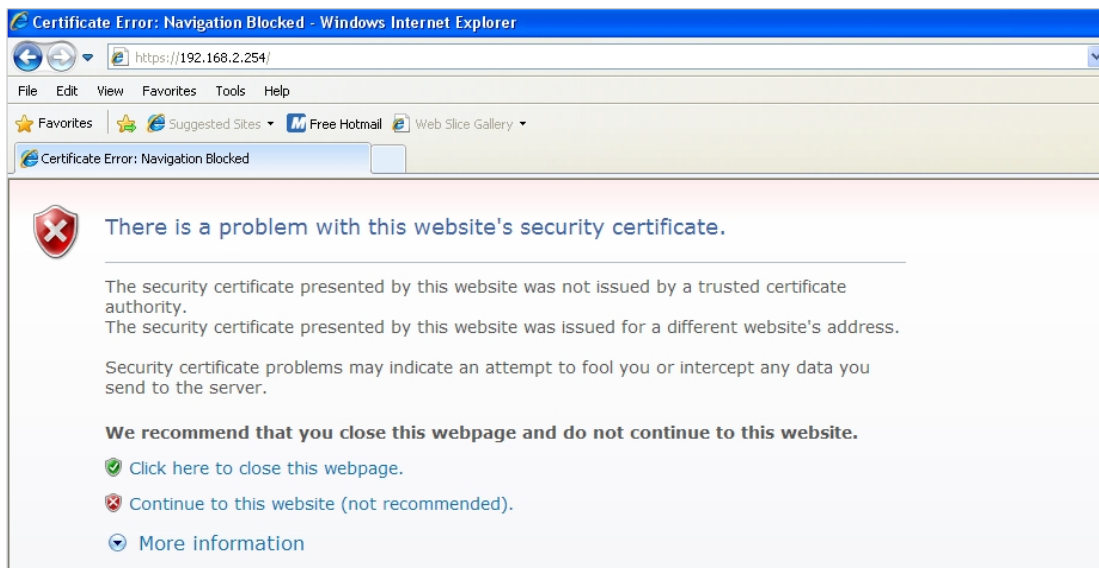 Certificate Error: Navigation Blocked - Windows Internet Explorer
https://192.168.2.254/
File Edit View Favorites Tools Help
Favorites Suggested Sites Free Hotmail Web Slice Gallery
Certificate Error: Navigation Blocked
There is a problem with this website's security certificate.
The security certificate presented by this website was not issued by a trusted certificate
authority.
The security certificate presented by this website was issued for a different website's address.
Security certificate problems may indicate an attempt to fool you or intercept any data you
send to the server.
We recommend that you close this webpage and do not continue to this website.
Click here to close this webpage.
Continue to this website (not recommended).
More information